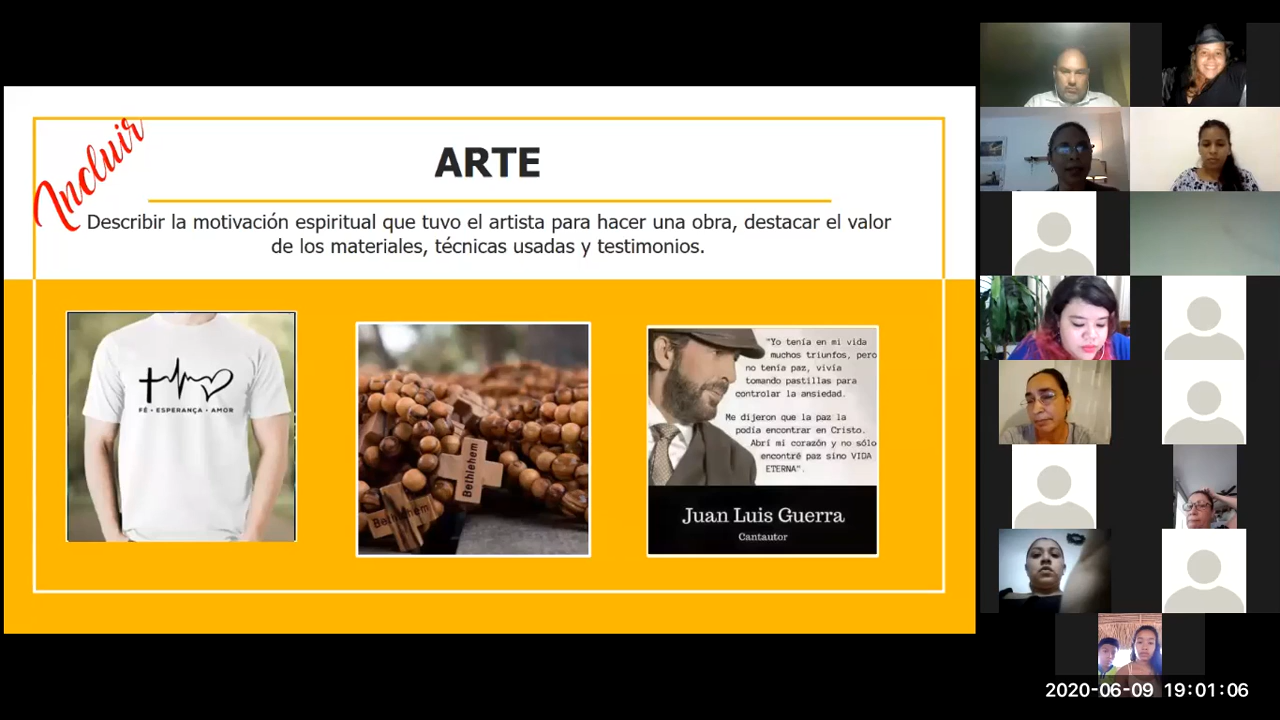 Incluir
ARTE
Describir la motivación espiritual que tuvo el artista para hacer una obra, destacar el valor
de los materiales, técnicas usadas y testimonios.
FÉ • ESPERANÇA • AMOR
Bethlehem
Bethlehem
"Yo tenía en mi vida
muchos triunfos, pero
no tenía paz, vivía
tomando pastillas para
controlar la ansiedad.
Me dijeron que la paz la
podía encontrar en Cristo.
Abrí mi corazón y no sólo
encontré paz sino VIDA
ETERNA".
Juan Luis Guerra
Cantautor
2020-06-09 19:01:06